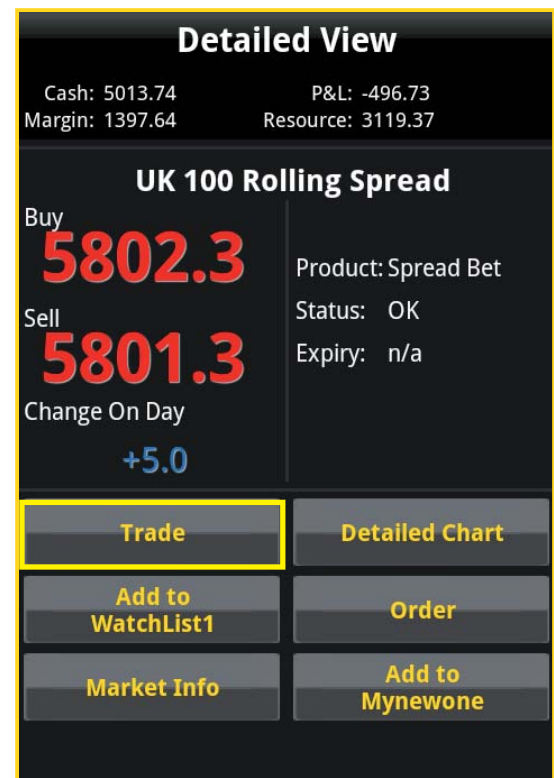 Detailed View
Cash: 5013.74 P&L: -496.73
Margin: 1397.64 Resource: 3119.37
UK 100 Rolling Spread
Buy
5802.3
Sell
5801.3
Change On Day
+5.0
Product: Spread Bet
Status: OK
Expiry: n/a
Trade
Detailed Chart
Add to
WatchList1
Order
Market Info
Add to
Mynewone